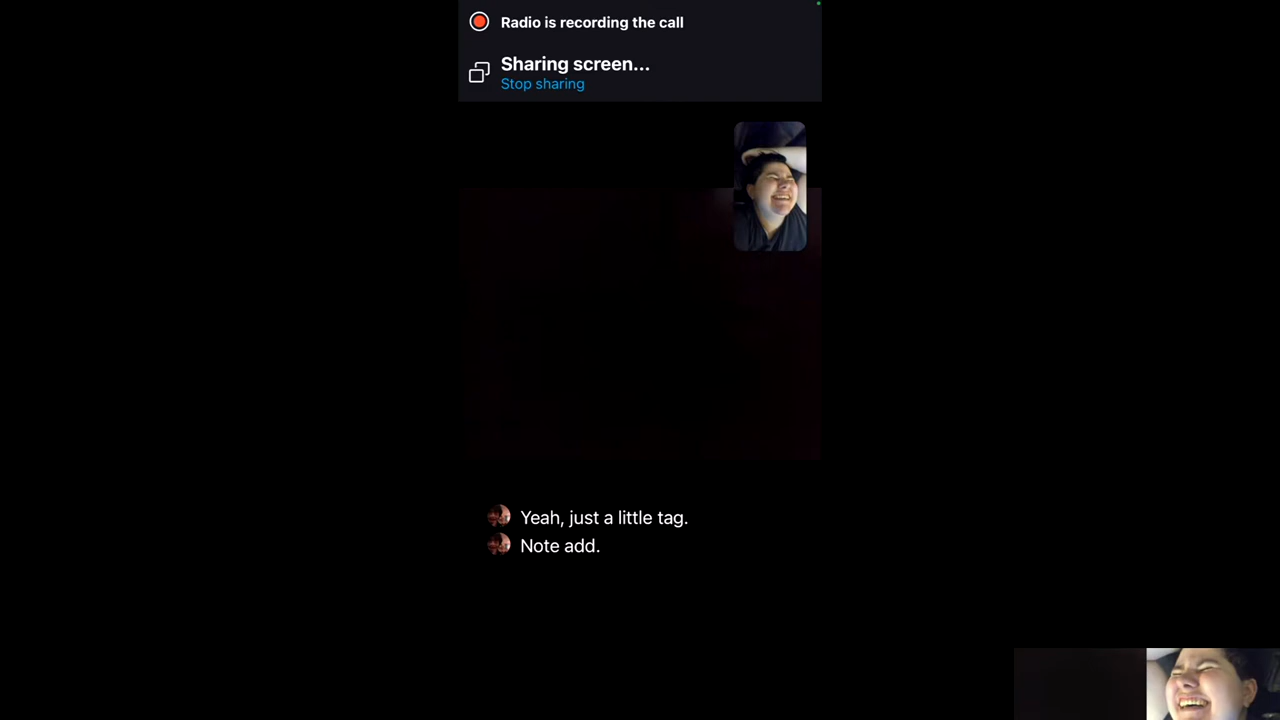 Radio is recording the call
Sharing screen...
Stop sharing
Yeah, just a little tag.
Note add.